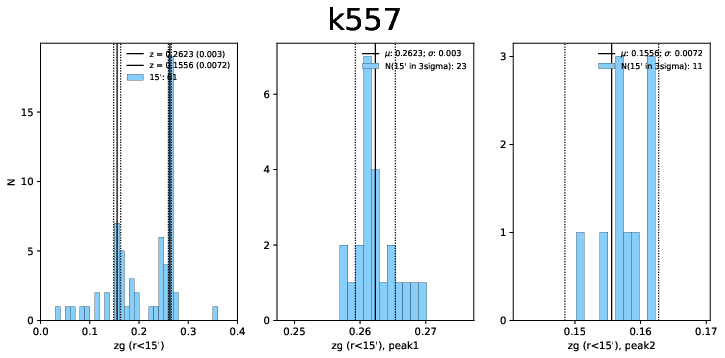 k557
z = 0.2623 (0.003)
z = 0.1556 (0.0072)
15': 61
N
15
10
5
0
0.0 0.1 0.2 0.3 0.4
zg (r<15')
μ: 0.2623; σ: 0.003
N(15' in 3sigma): 23
6
4
2
0
0.25 0.26 0.27
zg (r<15'), peak1
μ: 0.1556; σ: 0.0072
N(15' in 3sigma): 11
3
2
1
0
0.15 0.16 0.17
zg (r<15'), peak2